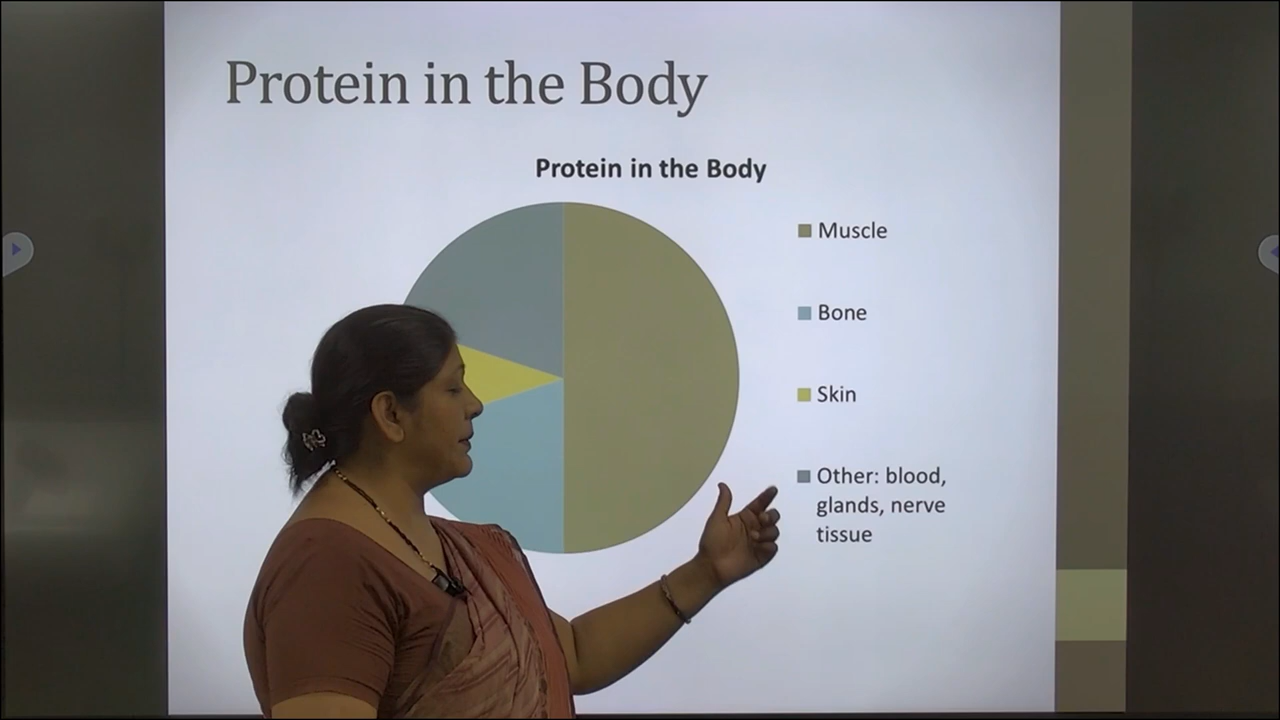 Protein in the Body
Protein in the Body
Muscle
Bone
Skin
Other: blood,
glands, nerve
tissue